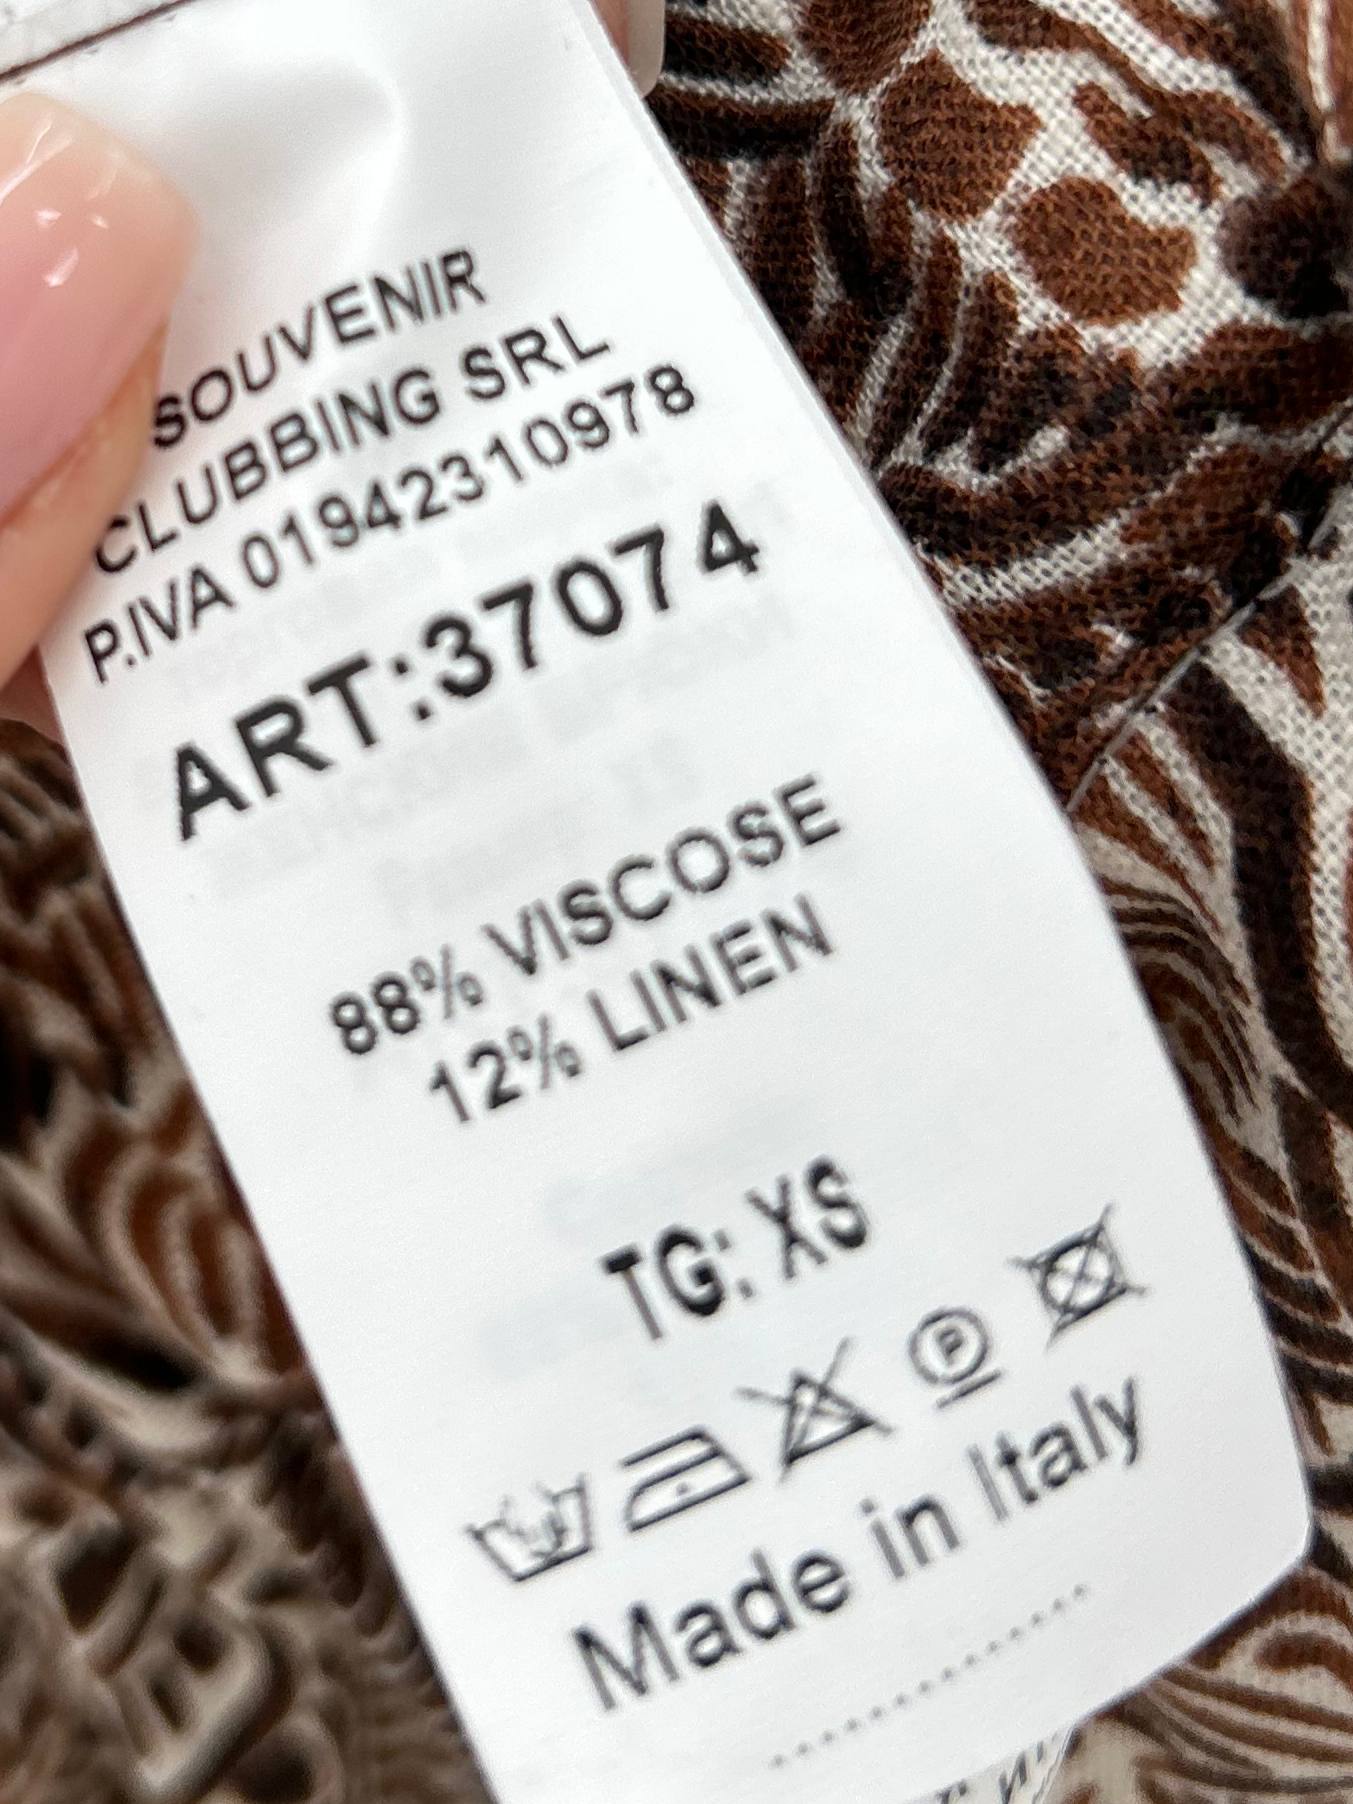 SOUVENIR
CLUBBING SRL
P.IVA 01942310978
ART:37074
88% VISCOSE
12% LINEN
TG: XS
P
Made in Italy